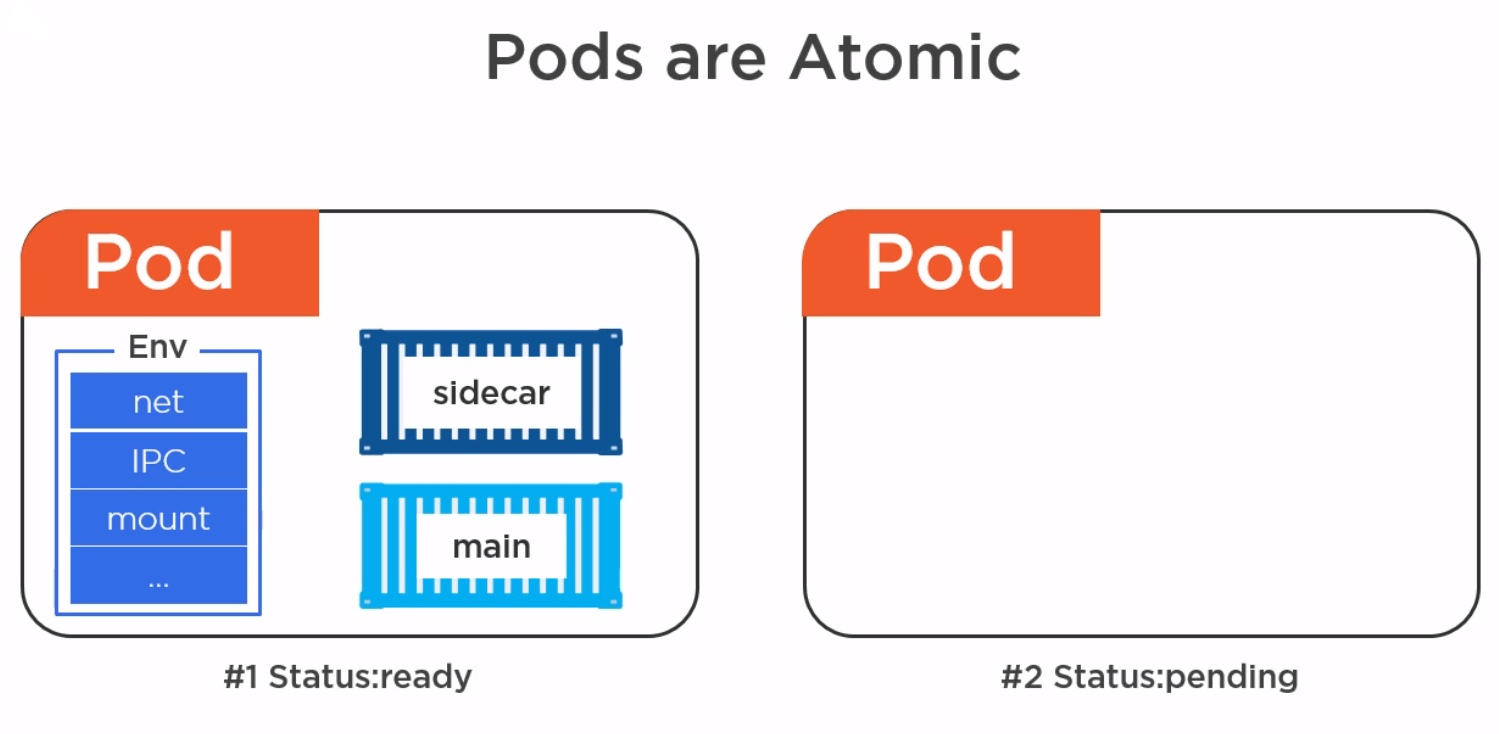 Pods are Atomic
Pod
Env
net
IPC
mount
...
sidecar
main
#1 Status:ready
Pod
#2 Status:pending